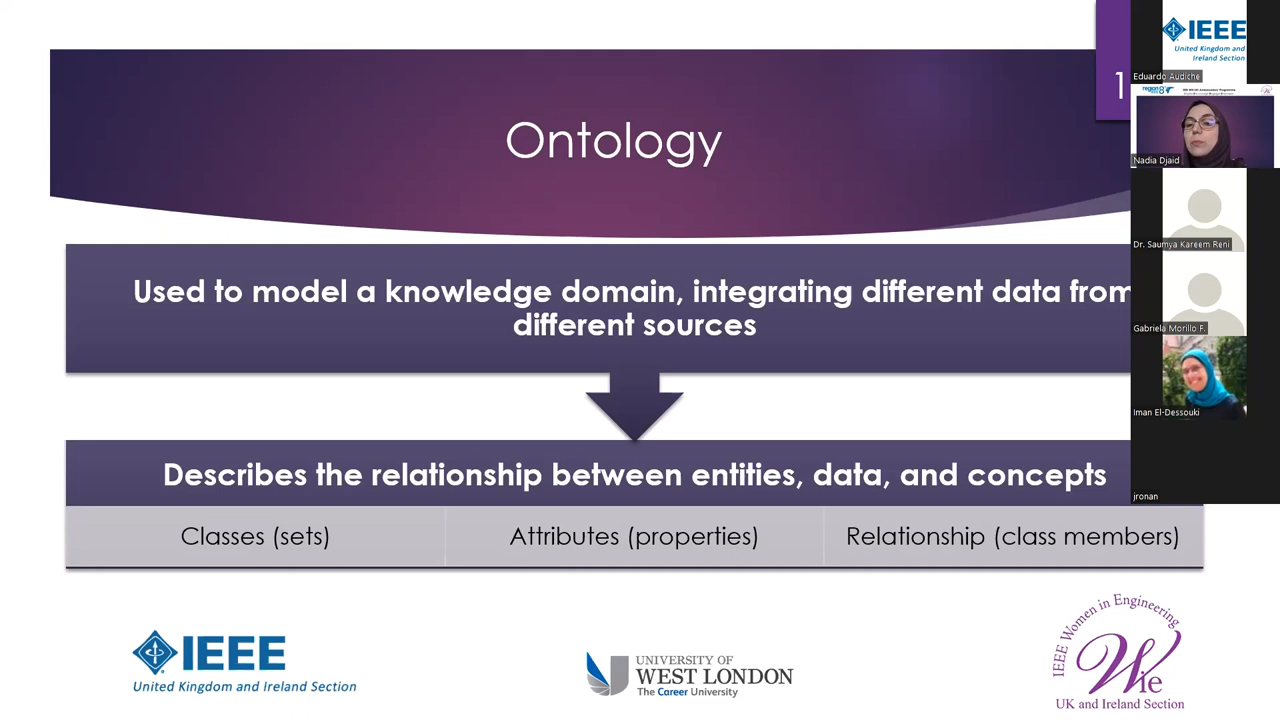 1
Ontology
Used to model a knowledge domain, integrating different data from
different sources
Describes the relationship between entities, data, and concepts
Classes (sets)
Attributes (properties)
Relationship (class members)
IEEE
United Kingdom and Ireland Section
UNIVERSITY OF
WEST LONDON
The Career University
IEEE Women in Engineering
Wie
UK and Ireland Section
IEEE
United Kingdom and
Ireland Section
Eduardo Audiche
Nadia Djaid
Dr. Saumya Kareem Reni
Gabriela Morillo F.
Iman El-Dessouki
jronan